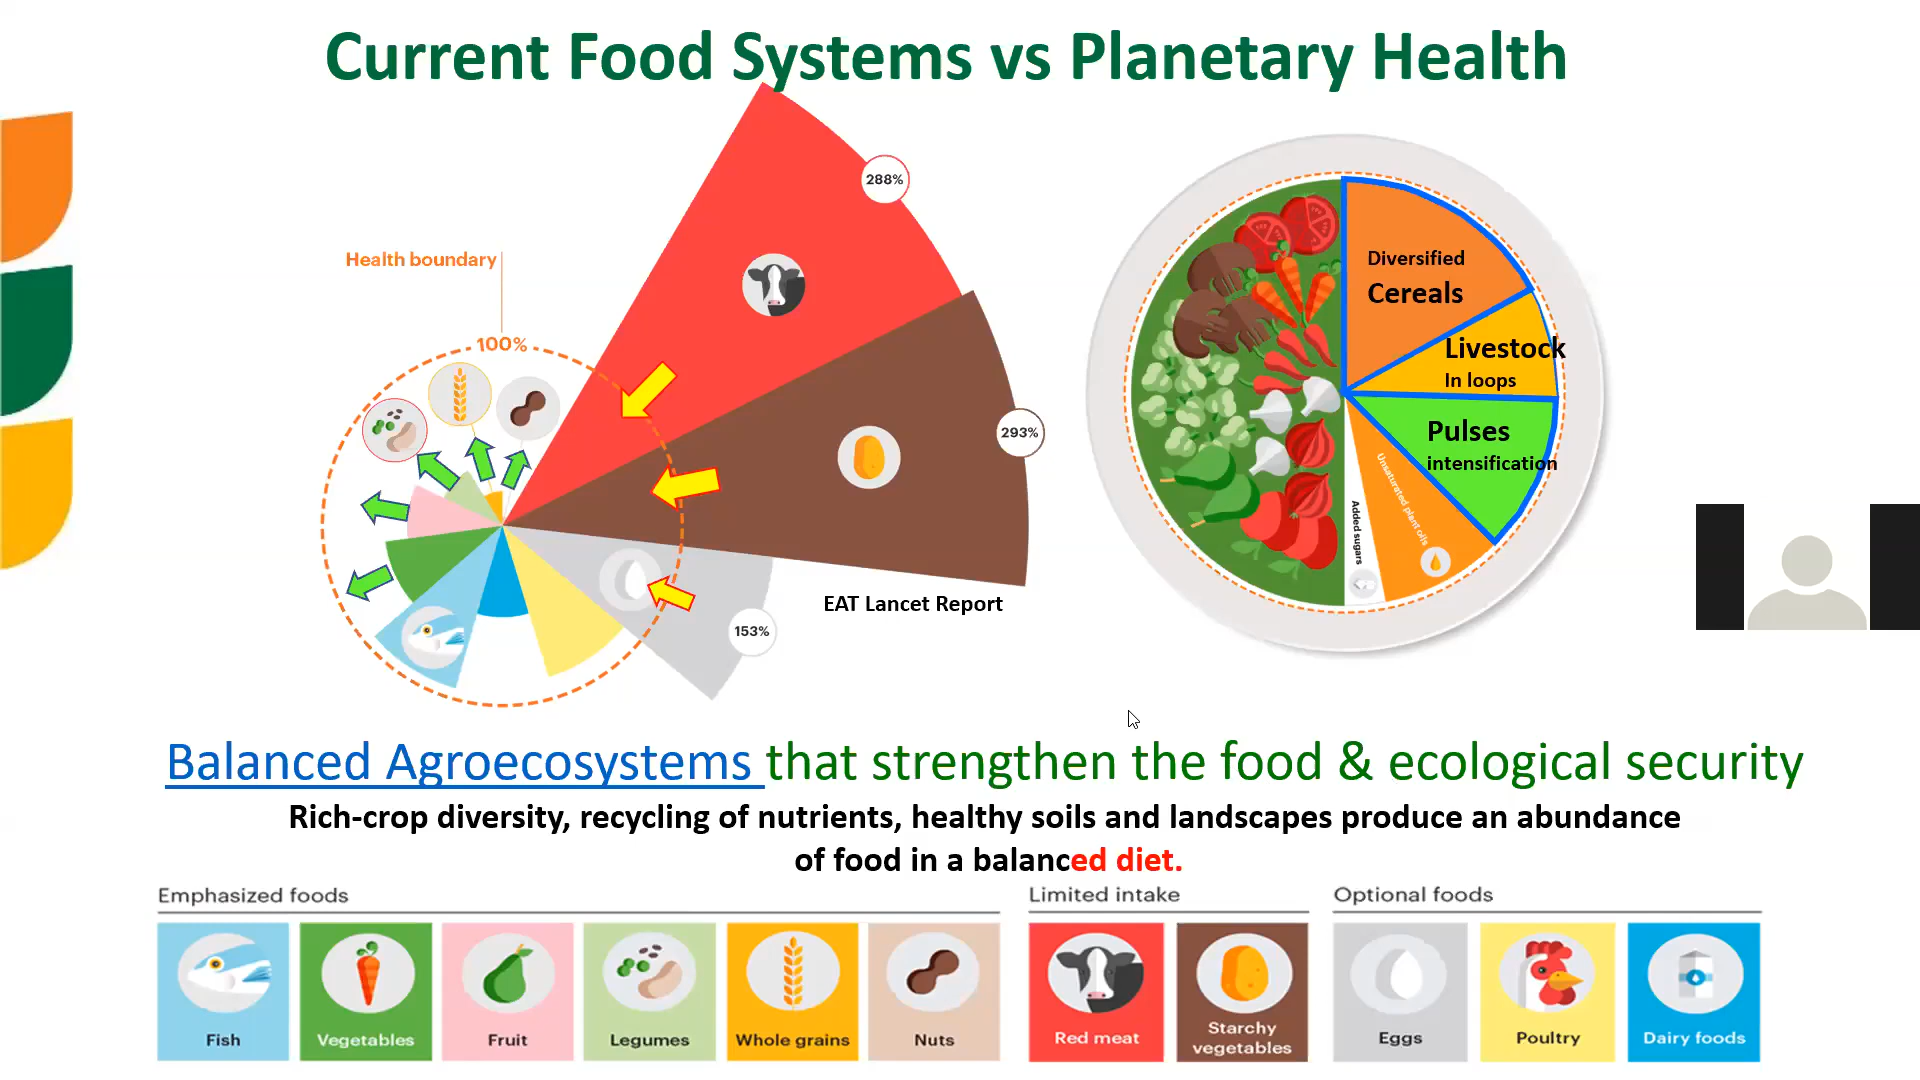 Current Food Systems vs Planetary Health
288%
Health boundary
100%
293%
153%
EAT Lancet Report
Diversified
Cereals
Livestock
In loops
Pulses
intensification
Unsaturated plant oils
Added sugars
Balanced Agroecosystems that strengthen the food & ecological security
Rich-crop diversity, recycling of nutrients, healthy soils and landscapes produce an abundance
of food in a balanced diet.
Emphasized foods
Limited intake
Optional foods
Fish
Vegetables
Fruit
Legumes
Whole grains
Nuts
Red meat
Starchy
vegetables
Eggs
Poultry
Dairy foods